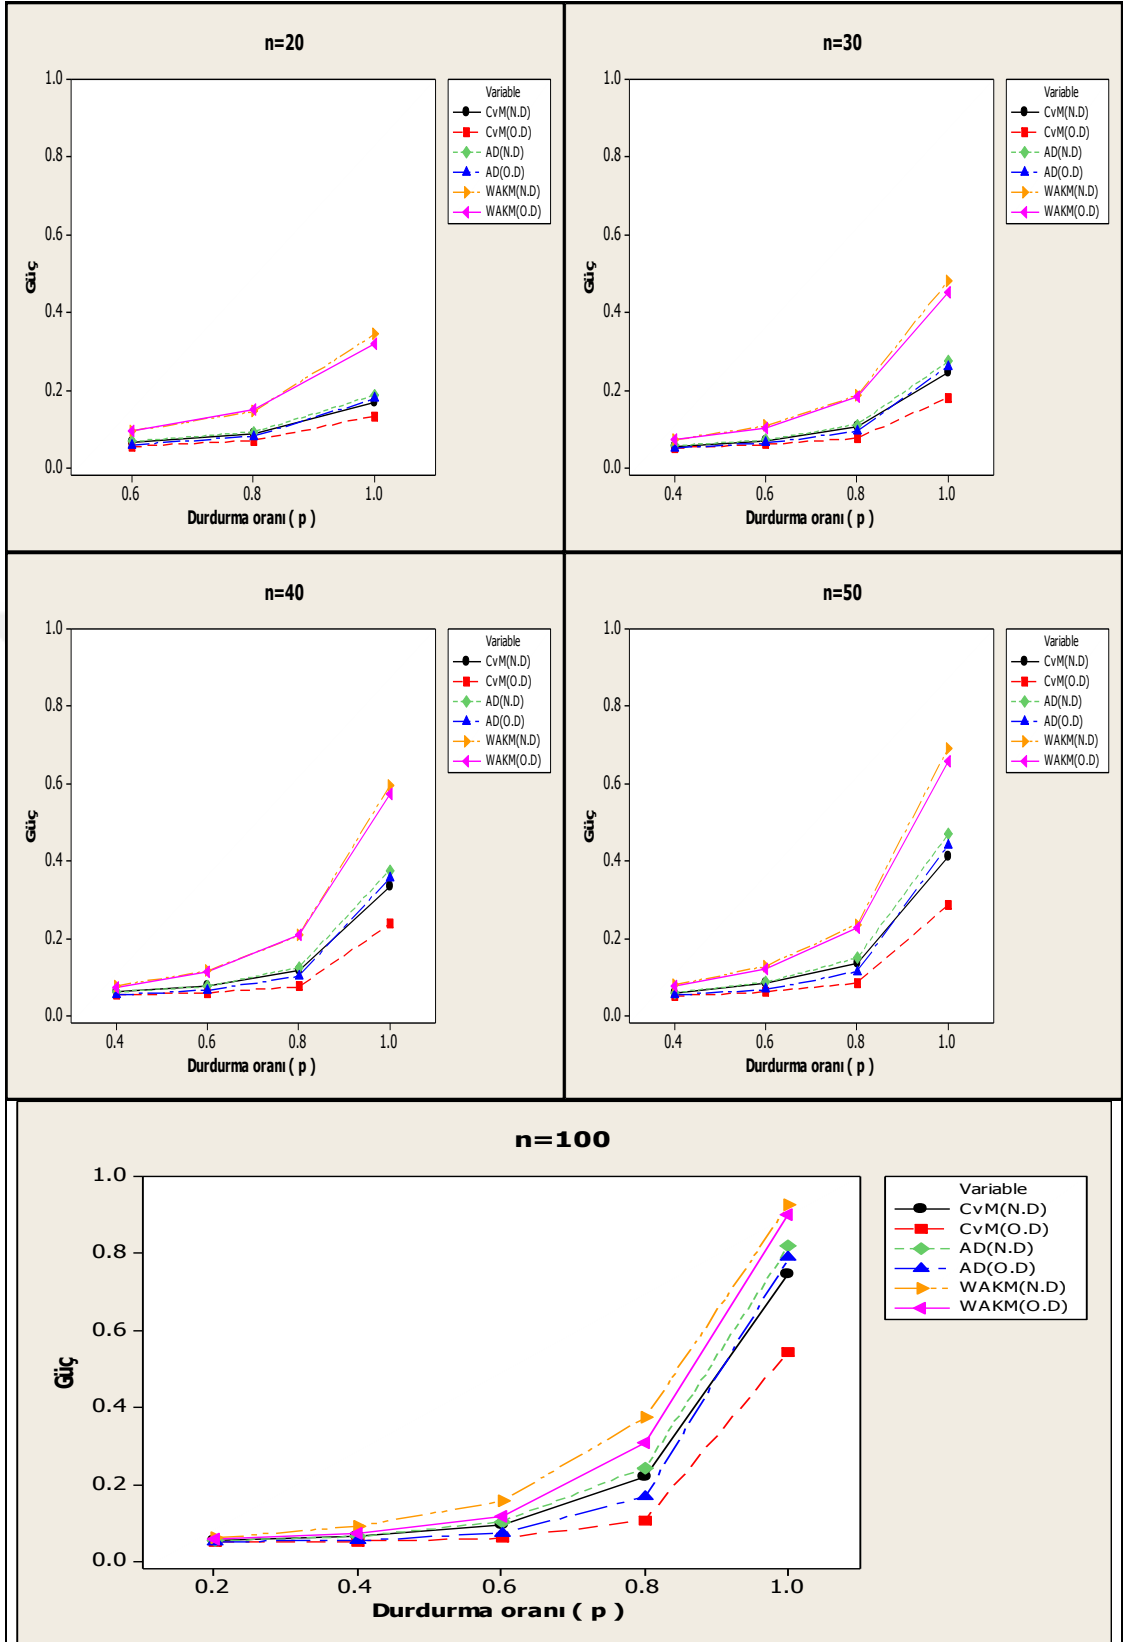 n=20
1.0
0.8
0.6
0.4
0.2
0.0
Güç
0.6 0.8 1.0
Durdurma oranı ( p )
Variable
CvM(N.D)
CvM(O.D)
AD(N.D)
AD(O.D)
WAKM(N.D)
WAKM(O.D)
n=30
1.0
0.8
0.6
0.4
0.2
0.0
Güç
0.4 0.6 0.8 1.0
Durdurma oranı ( p )
Variable
CvM(N.D)
CvM(O.D)
AD(N.D)
AD(O.D)
WAKM(N.D)
WAKM(O.D)
n=40
1.0
0.8
0.6
0.4
0.2
0.0
Güç
0.4 0.6 0.8 1.0
Durdurma oranı ( p )
Variable
CvM(N.D)
CvM(O.D)
AD(N.D)
AD(O.D)
WAKM(N.D)
WAKM(O.D)
n=50
1.0
0.8
0.6
0.4
0.2
0.0
Güç
0.4 0.6 0.8 1.0
Durdurma oranı ( p )
Variable
CvM(N.D)
CvM(O.D)
AD(N.D)
AD(O.D)
WAKM(N.D)
WAKM(O.D)
n=100
1.0
0.8
0.6
0.4
0.2
0.0
Güç
0.2 0.4 0.6 0.8 1.0
Durdurma oranı ( p )
Variable
CvM(N.D)
CvM(O.D)
AD(N.D)
AD(O.D)
WAKM(N.D)
WAKM(O.D)